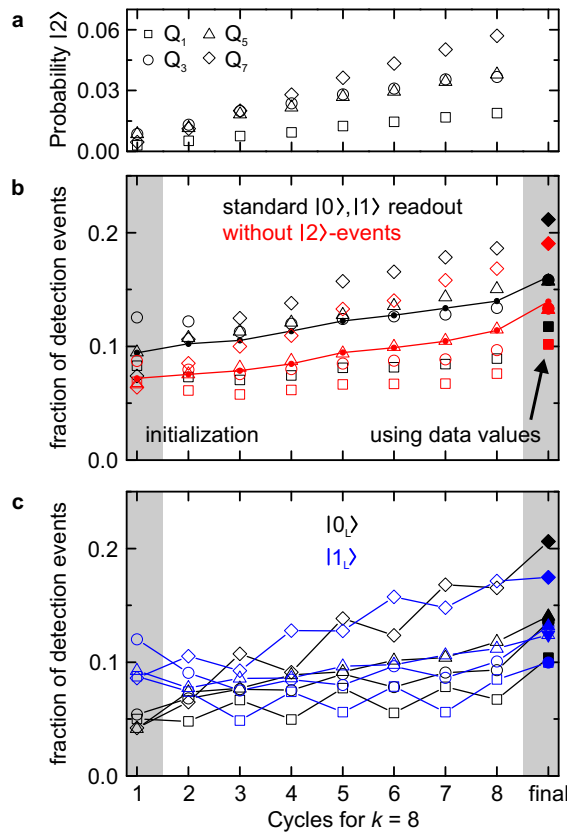 a
Probability |2⟩
0.06
0.03
0.00
Q1 Q5
Q3 Q7
b
fraction of detection events
0.2
0.1
0.0
standard |0⟩,|1⟩ readout
without |2⟩-events
initialization
using data values
c
fraction of detection events
0.2
0.1
0.0
|0L⟩
|1L⟩
1 2 3 4 5 6 7 8 final
Cycles for k = 8